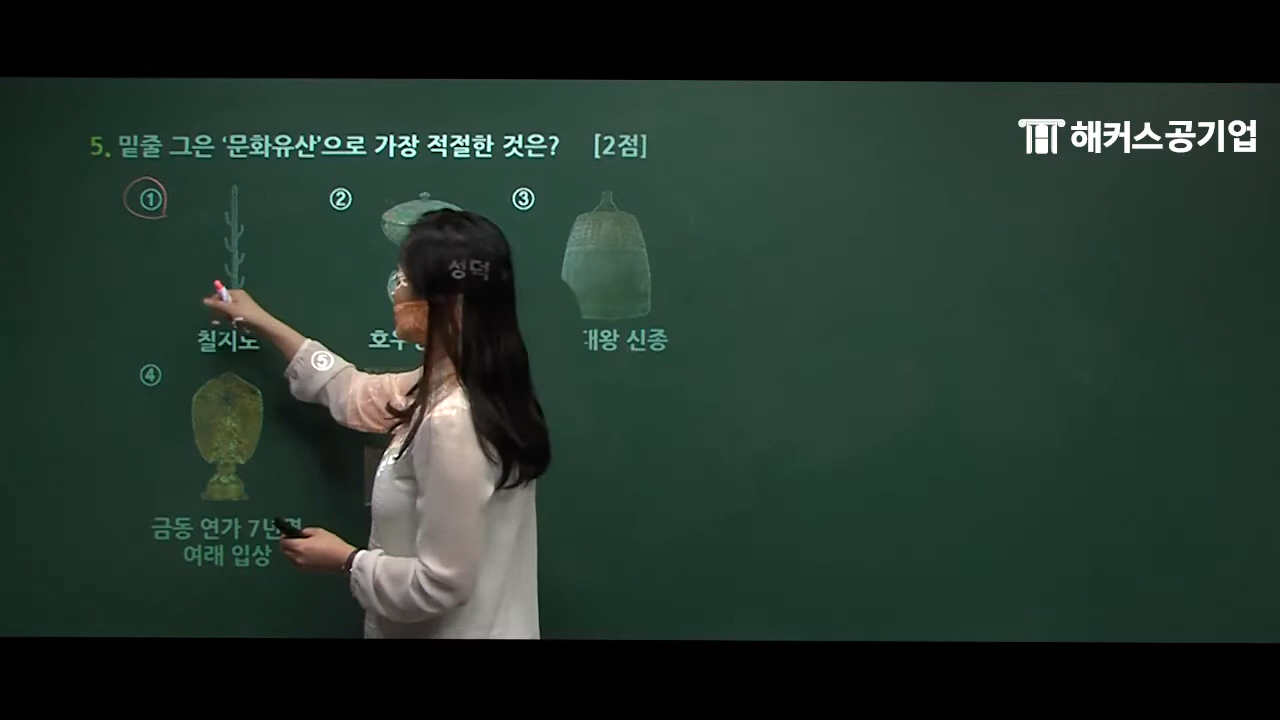 해커스공기업
5. 밑줄 그은 ‘문화유산’으로 가장 적절한 것은? [2점]
① ② ③
성덕
칠지도
호우
대왕 신종
④ ⑤
금동 연가 7년명
여래 입상